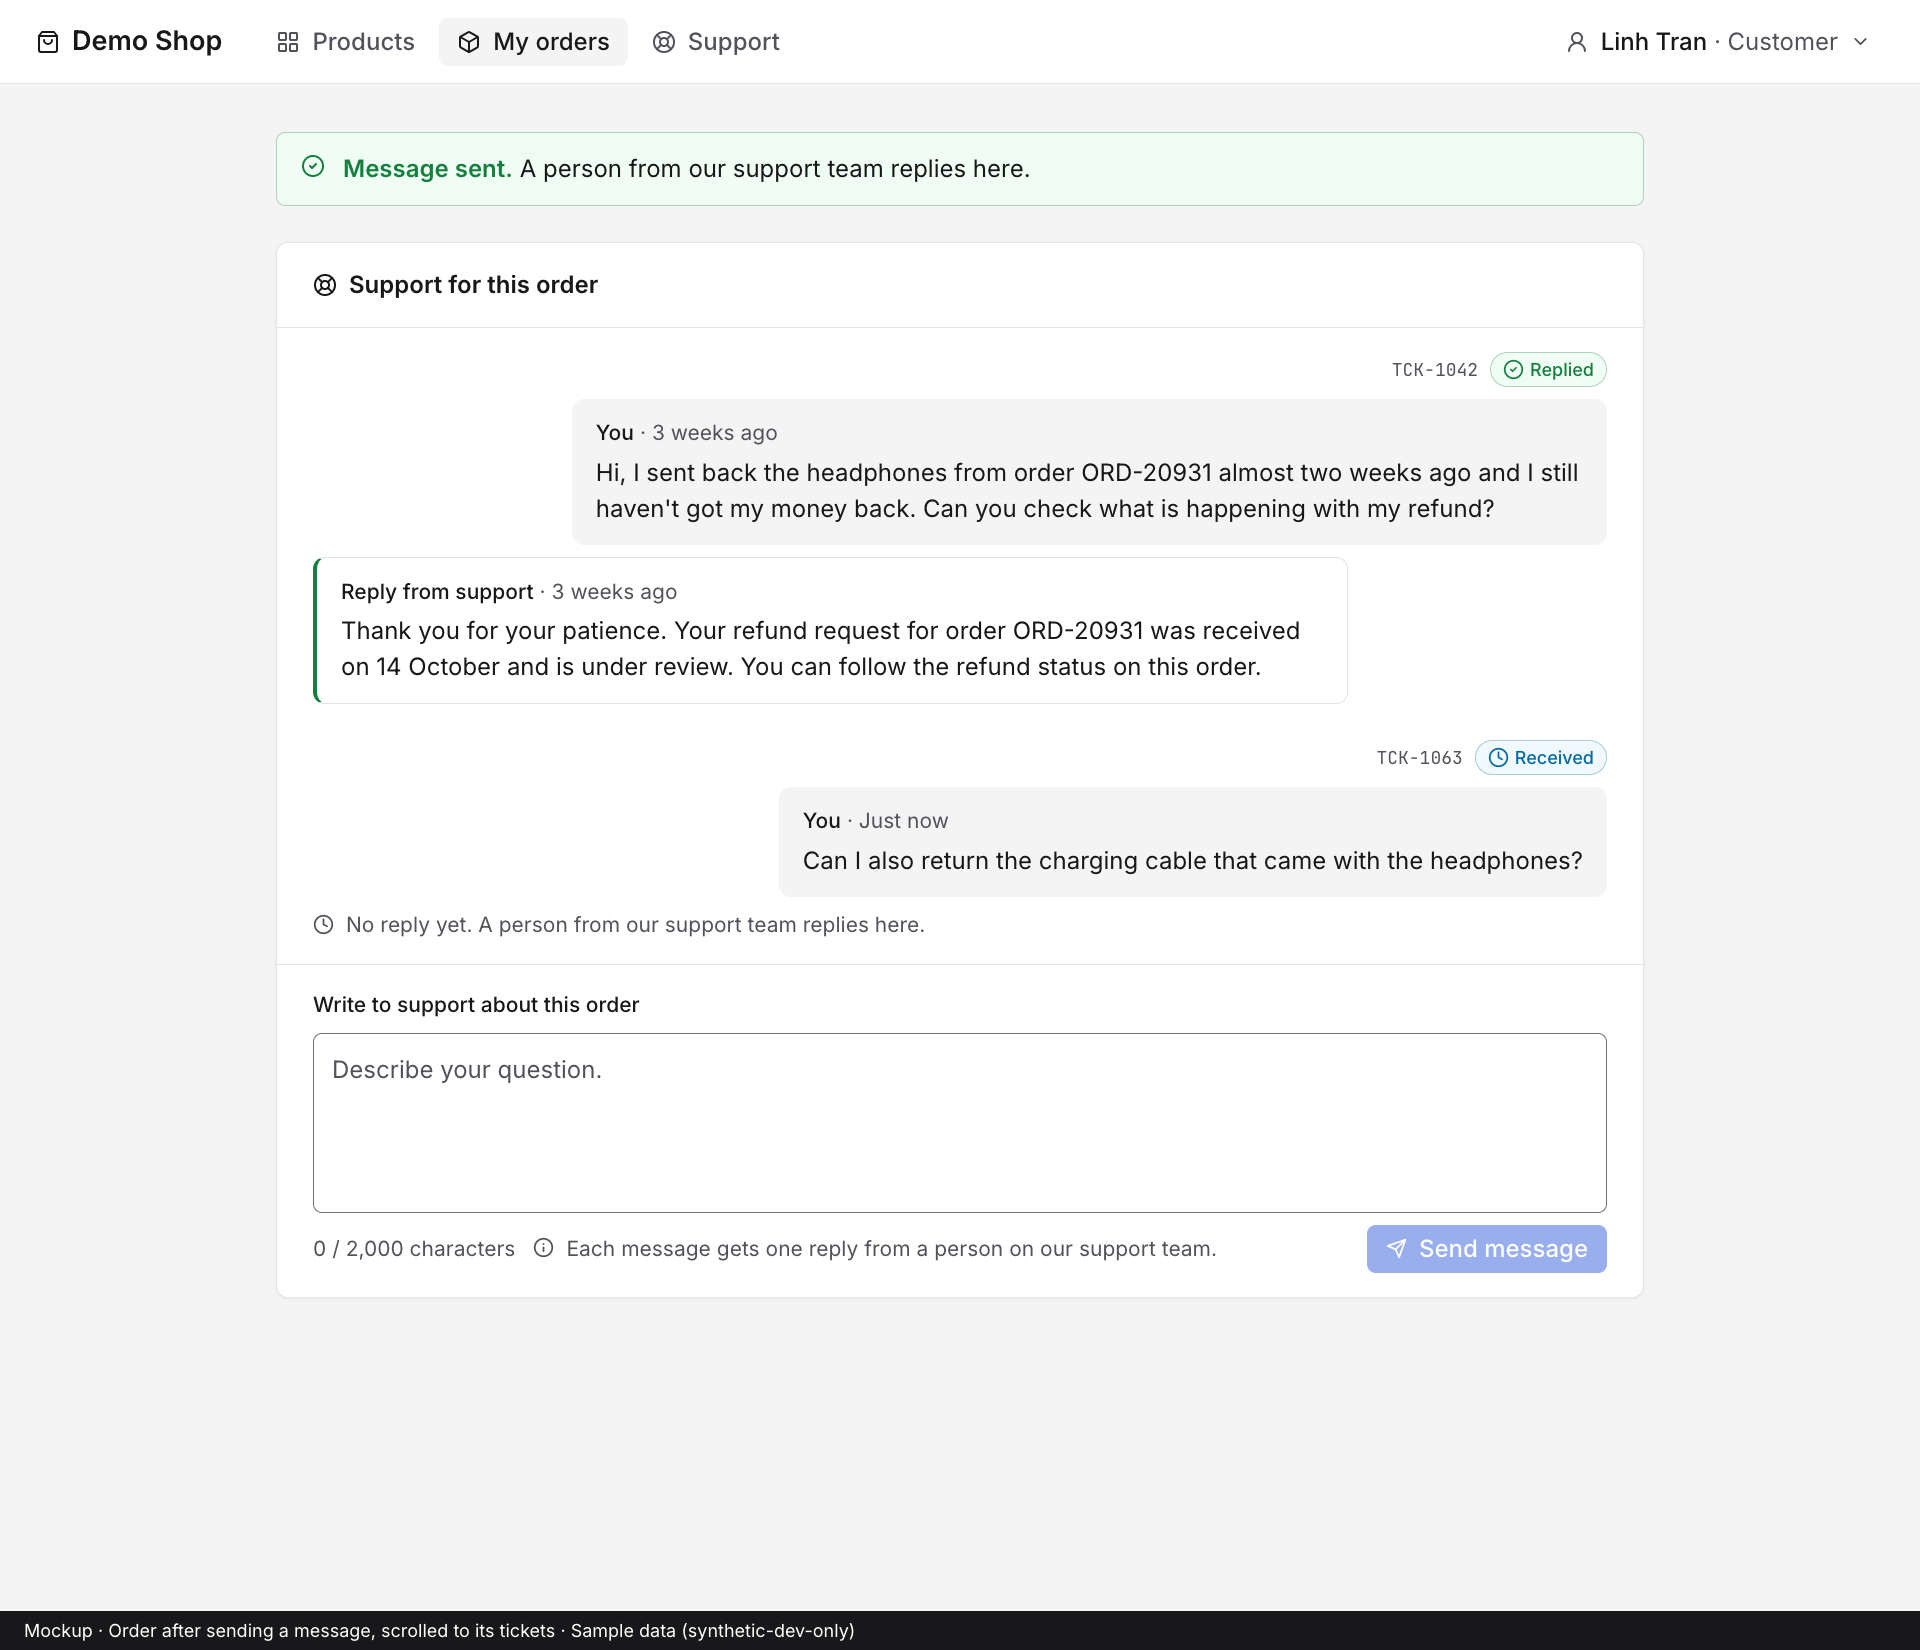 Demo Shop
Products
My orders
Support
Linh Tran · Customer
Message sent. A person from our support team replies here.
Support for this order
TCK-1042
Replied
You · 3 weeks ago
Hi, I sent back the headphones from order ORD-20931 almost two weeks ago and I still
haven't got my money back. Can you check what is happening with my refund?
Reply from support · 3 weeks ago
Thank you for your patience. Your refund request for order ORD-20931 was received
on 14 October and is under review. You can follow the refund status on this order.
TCK-1063
Received
You · Just now
Can I also return the charging cable that came with the headphones?
No reply yet. A person from our support team replies here.
Write to support about this order
Describe your question.
0 / 2,000 characters
Each message gets one reply from a person on our support team.
Send message
Mockup · Order after sending a message, scrolled to its tickets · Sample data (synthetic-dev-only)